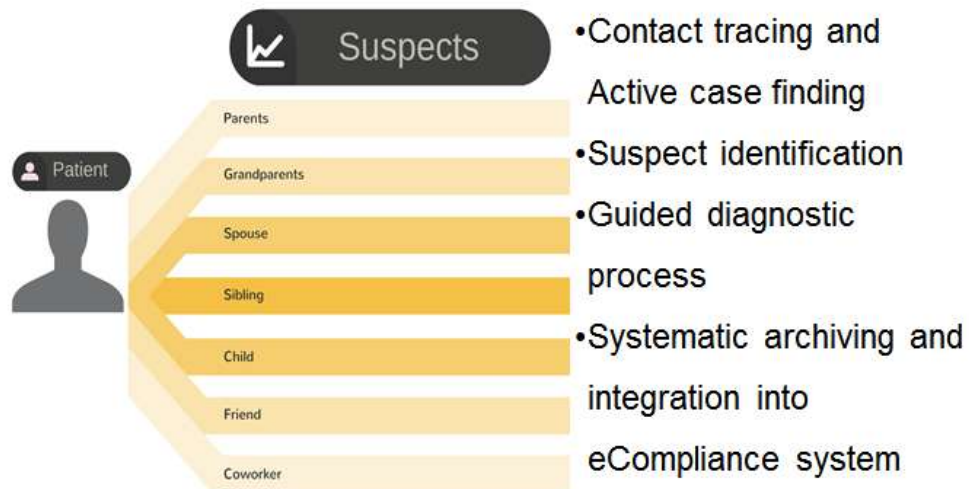 Suspects
Patient
Parents
Grandparents
Spouse
Sibling
Child
Friend
Coworker
•Contact tracing and
Active case finding
•Suspect identification
•Guided diagnostic
process
•Systematic archiving and
integration into
eCompliance system